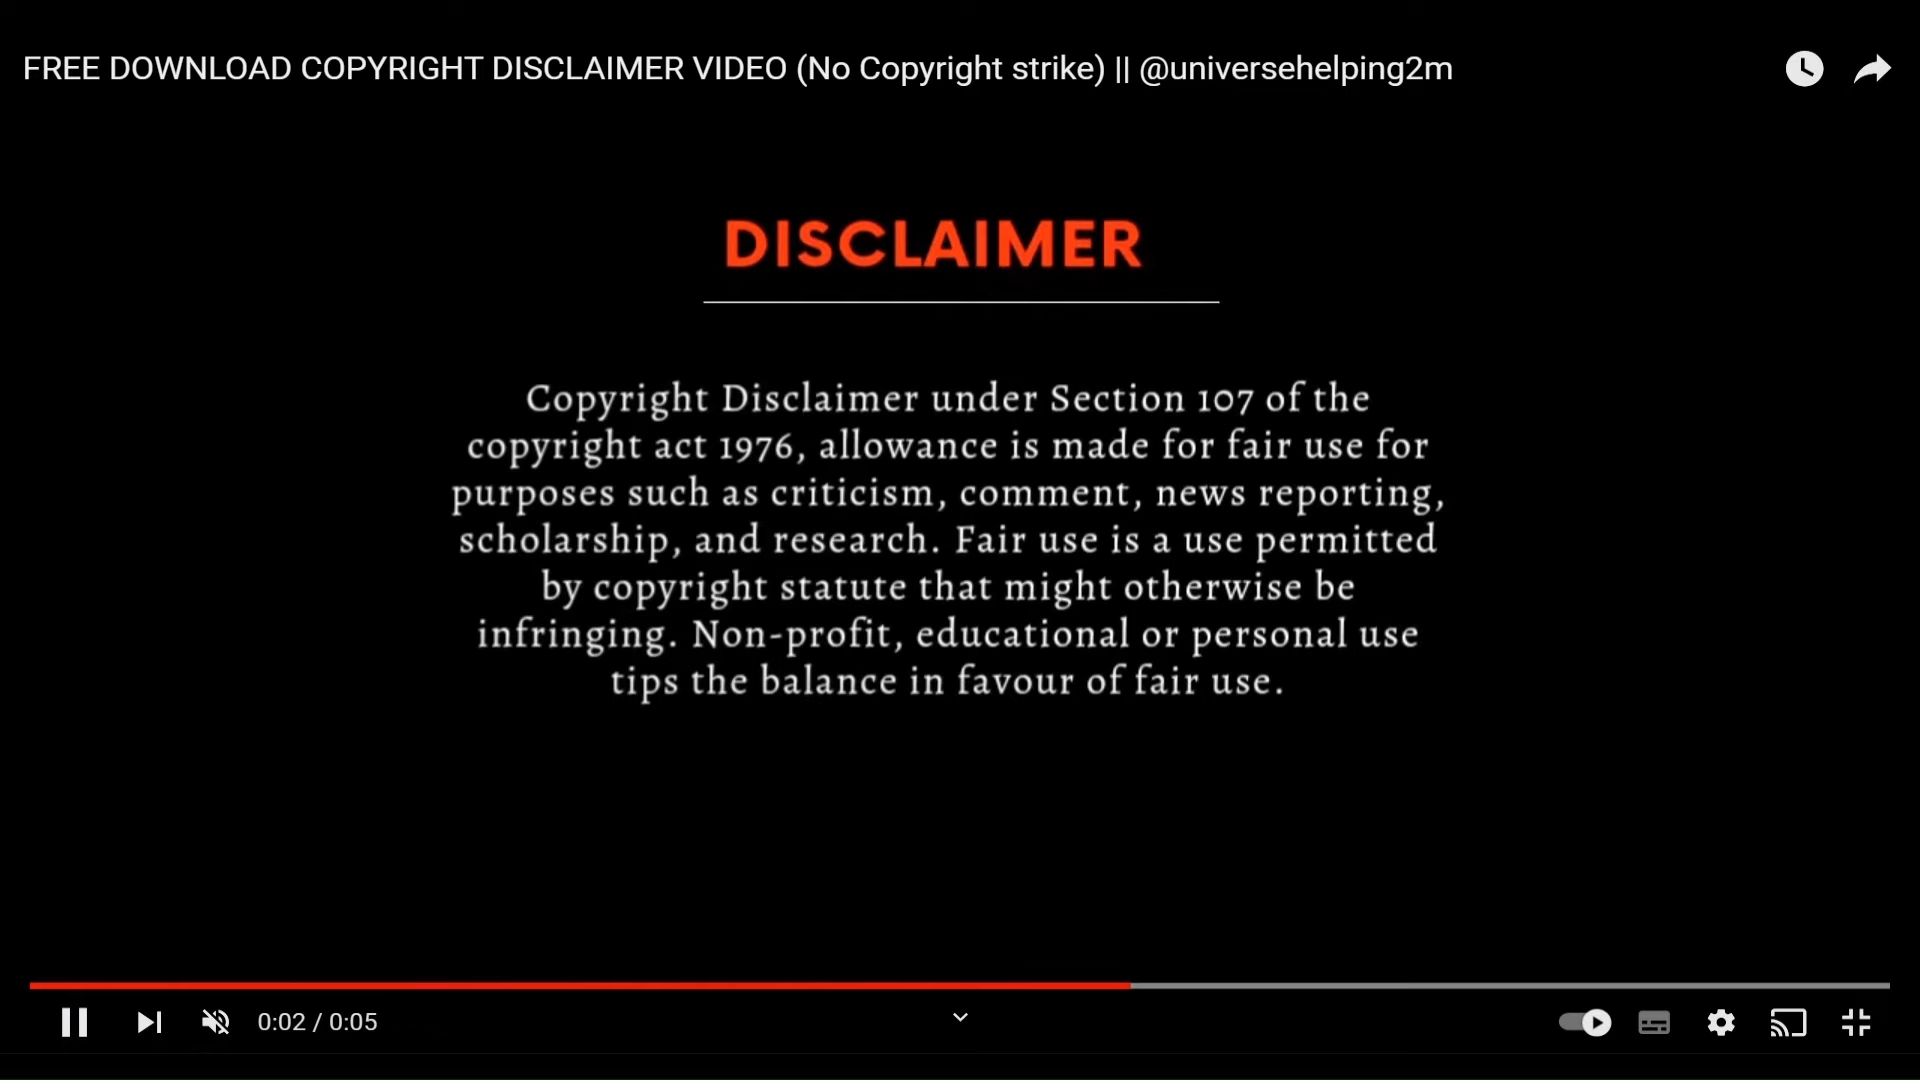 FREE DOWNLOAD COPYRIGHT DISCLAIMER VIDEO (No Copyright strike) || @universehelping2m
DISCLAIMER
Copyright Disclaimer under Section 107 of the
copyright act 1976, allowance is made for fair use for
purposes such as criticism, comment, news reporting,
scholarship, and research. Fair use is a use permitted
by copyright statute that might otherwise be
infringing. Non-profit, educational or personal use
tips the balance in favour of fair use.
0:02 / 0:05